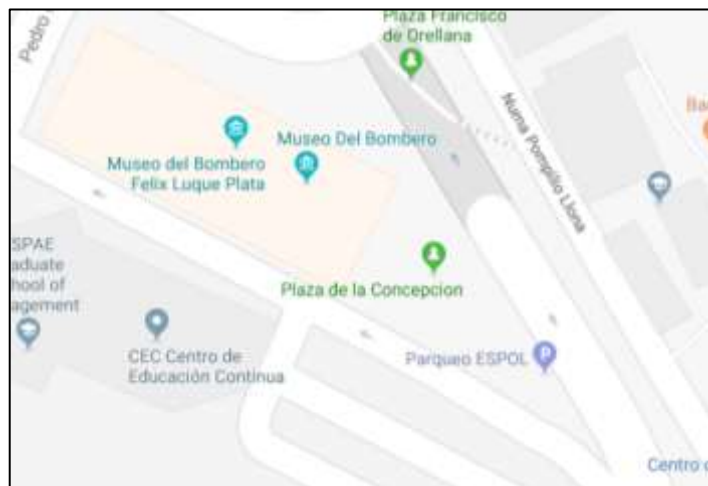 Plaza Francisco
de Orellana
Pedro
Numa Pompilio Llona
Ba
Museo Del Bombero
Museo del Bombero
Felix Luque Plata
SPAE
aduate
hool of
agement
Plaza de la Concepcion
CEC Centro de
Educación Continua
Parqueo ESPOL
P
Centro